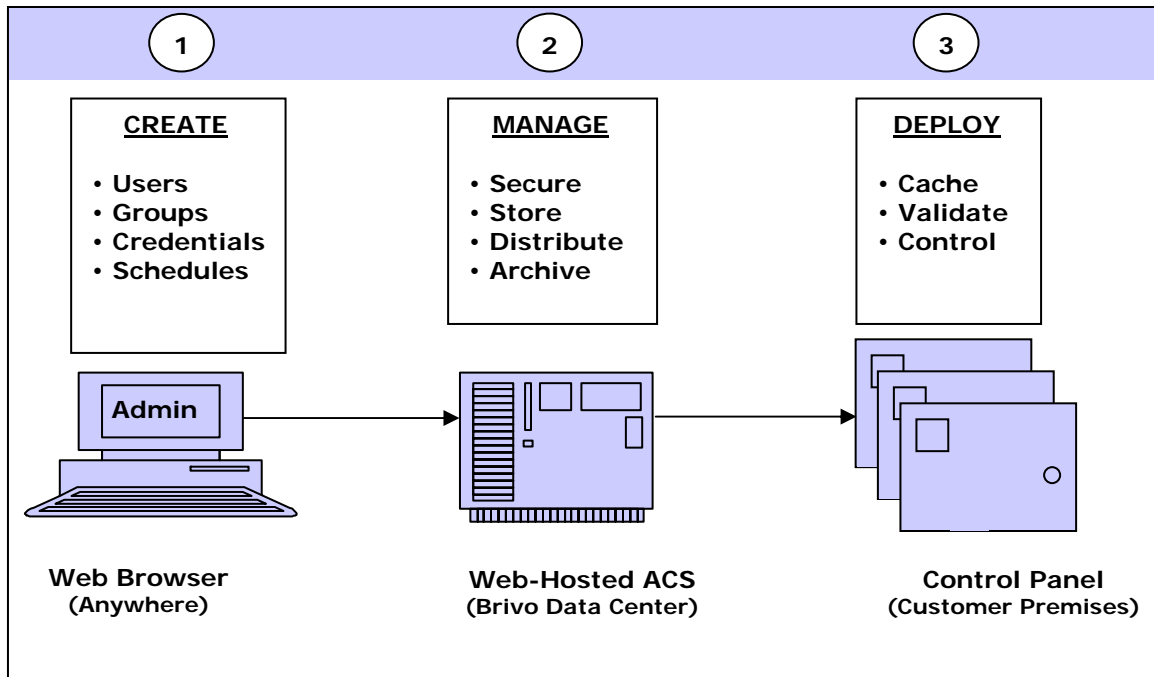 1
2
3
CREATE
• Users
• Groups
• Credentials
• Schedules
MANAGE
• Secure
• Store
• Distribute
• Archive
DEPLOY
• Cache
• Validate
• Control
Admin
Web Browser
(Anywhere)
Web-Hosted ACS
(Brivo Data Center)
Control Panel
(Customer Premises)